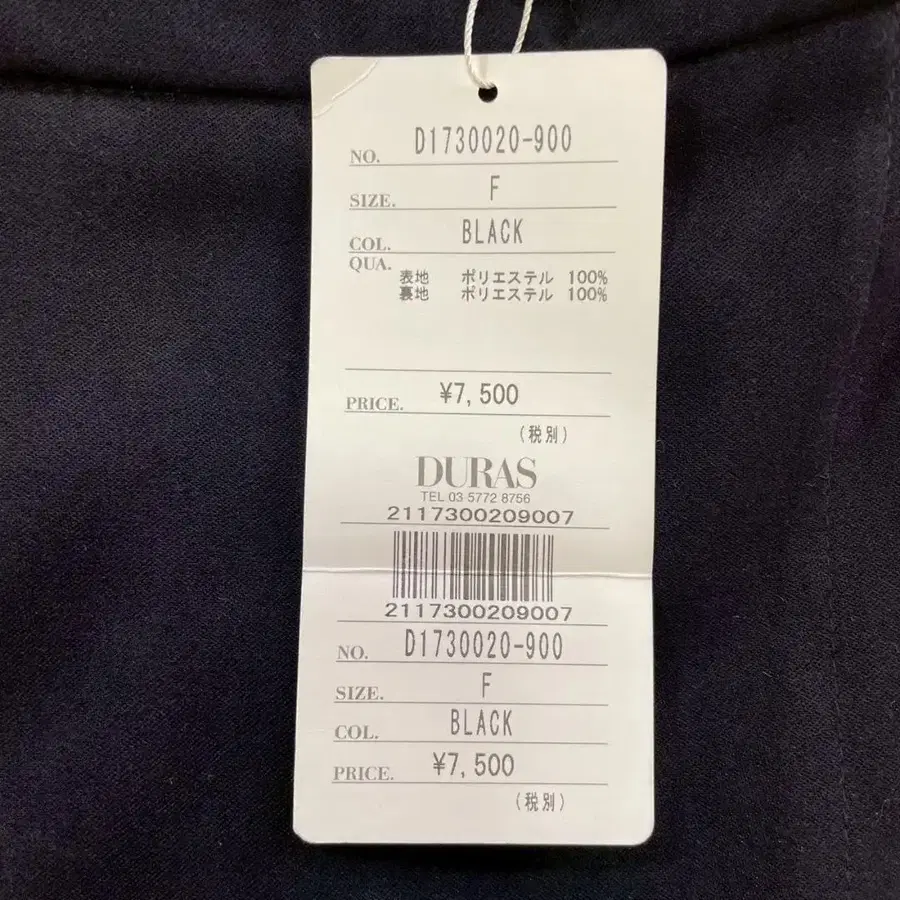 NO. D1730020-900
SIZE. F
COL. BLACK
QUA.
表地 ポリエステル 100%
裏地 ポリエステル 100%
PRICE. ¥7,500
(税別)
DURAS
TEL 03 5772 8756
2117300209007
2117300209007
NO. D1730020-900
SIZE. F
COL. BLACK
PRICE. ¥7,500
(税別)